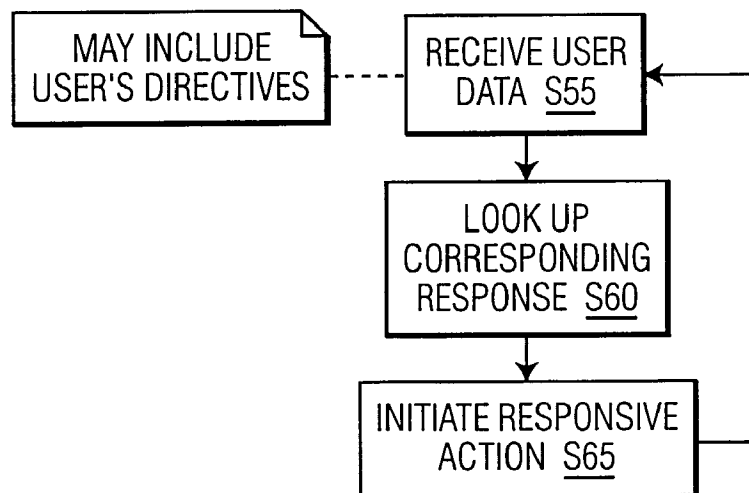 MAY INCLUDE
USER'S DIRECTIVES
RECEIVE USER
DATA S55
LOOK UP
CORRESPONDING
RESPONSE S60
INITIATE RESPONSIVE
ACTION S65